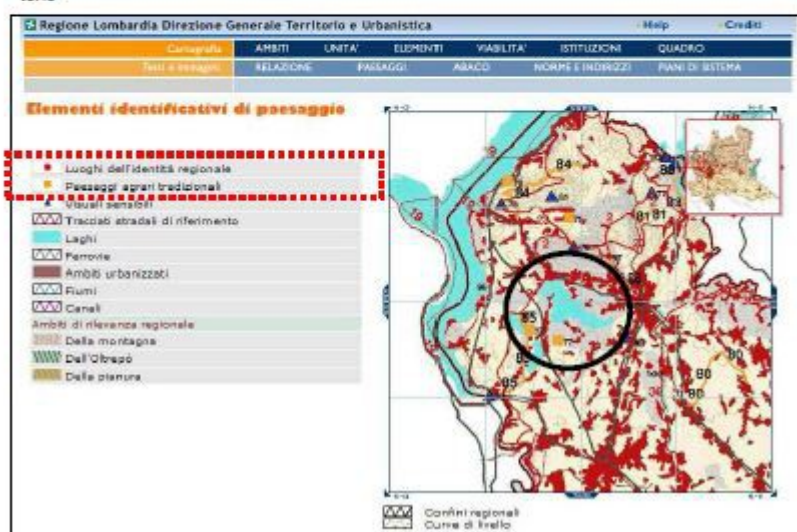 Regione Lombardia Direzione Generale Territorio e Urbanistica
Help
Crediti
Cartografia
AMBITI
UNITA'
ELEMENTI
VIABILITA'
ISTITUZIONI
QUADRO
Testi e immagini
RELAZIONE
PAESAGGI
ABACO
NORME E INDIRIZZI
PIANI DI SISTEMA
Elementi identificativi di paesaggio
Luoghi dell'identità regionale
Paesaggi agrari tradizionali
Visuali sensibili
Tracciati stradali di riferimento
Laghi
Ferrovie
Ambiti urbanizzati
Fiumi
Canali
Ambiti di rilevanza regionale
Della montagna
Dell'Oltrepò
Della pianura
84
81
81
85
80
80
85
Confini regionali
Curve di livello